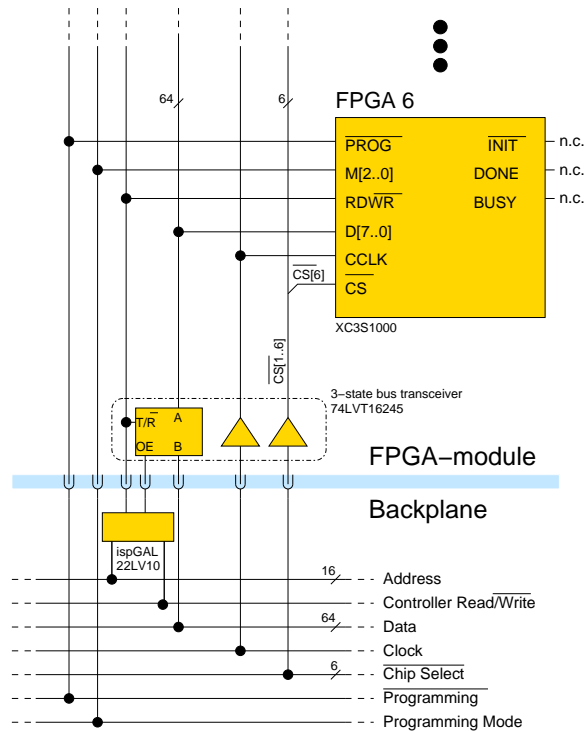 64
6
FPGA 6
PROG
INIT
n.c.
M[2..0]
DONE
n.c.
RDWR
BUSY
n.c.
D[7..0]
CCLK
CS[6]
CS
XC3S1000
CS[1..6]
3−state bus transceiver
74LVT16245
T/R
A
OE
B
FPGA−module
Backplane
ispGAL
22LV10
16
Address
Controller Read/Write
64
Data
Clock
6
Chip Select
Programming
Programming Mode